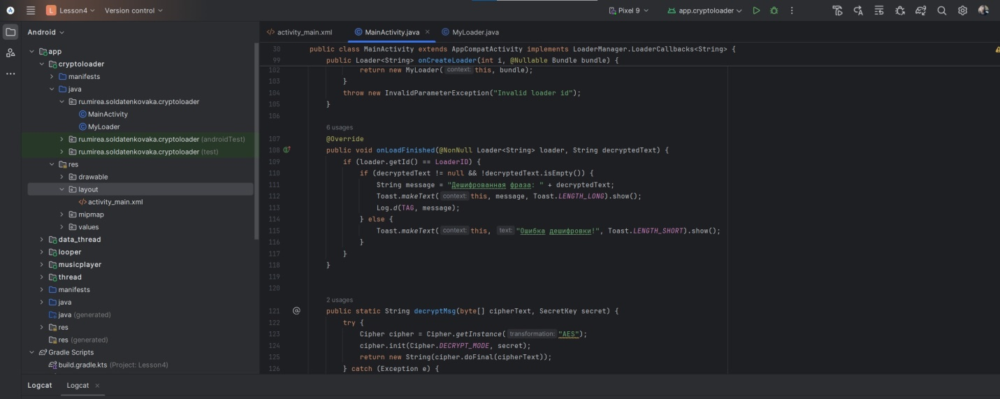 L Lesson4 Version control Pixel 9 app.cryptoloader
Android
app
cryptoloader
manifests
java
ru.mirea.soldatenkovaka.cryptoloader
MainActivity
MyLoader
ru.mirea.soldatenkovaka.cryptoloader (androidTest)
ru.mirea.soldatenkovaka.cryptoloader (test)
res
drawable
layout
activity_main.xml
mipmap
values
data_thread
looper
musicplayer
thread
manifests
java
java (generated)
res
res (generated)
Gradle Scripts
build.gradle.kts (Project: Lesson4)
activity_main.xml MainActivity.java MyLoader.java
30 public class MainActivity extends AppCompatActivity implements LoaderManager.LoaderCallbacks<String> {
99 public Loader<String> onCreateLoader(int i, @Nullable Bundle bundle) {
102 return new MyLoader( context: this, bundle);
103 }
104 throw new InvalidParameterException("Invalid loader id");
105 }
106
6 usages
107 @Override
108 public void onLoadFinished(@NonNull Loader<String> loader, String decryptedText) {
109 if (loader.getId() == LoaderID) {
110 if (decryptedText != null && !decryptedText.isEmpty()) {
111 String message = "Дешифрованная фраза: " + decryptedText;
112 Toast.makeText( context: this, message, Toast.LENGTH_LONG).show();
113 Log.d(TAG, message);
114 } else {
115 Toast.makeText( context: this, text: "Ошибка дешифровки!", Toast.LENGTH_SHORT).show();
116 }
117 }
118 }
119
120
2 usages
121 @ public static String decryptMsg(byte[] cipherText, SecretKey secret) {
122 try {
123 Cipher cipher = Cipher.getInstance( transformation: "AES");
124 cipher.init(Cipher.DECRYPT_MODE, secret);
125 return new String(cipher.doFinal(cipherText));
126 } catch (Exception e) {
Logcat Logcat